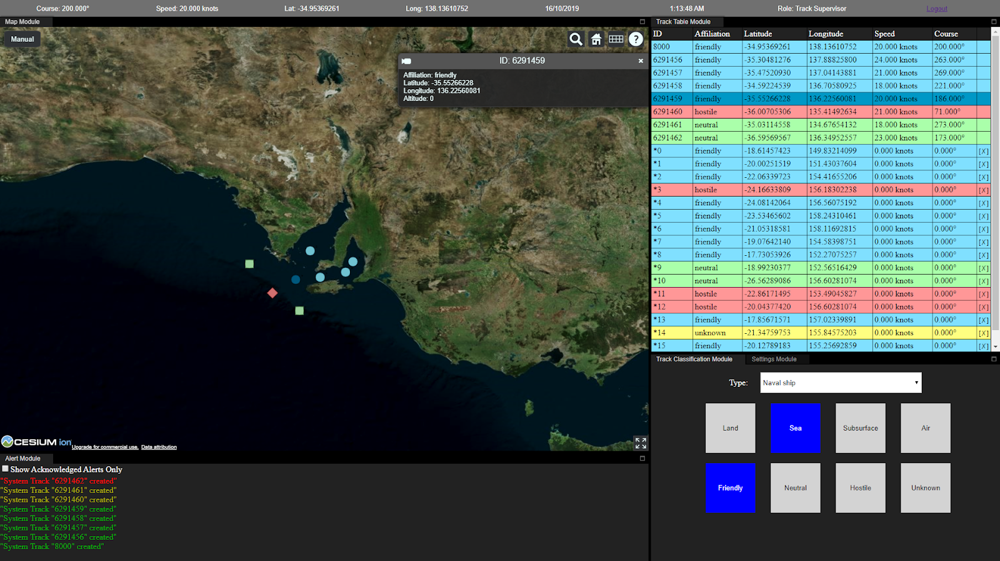 Course: 200.000° Speed: 20.000 knots Lat: -34.95369261 Long: 138.13610752 16/10/2019 1:13:48 AM Role: Track Supervisor Logout
Map Module
Manual
?
ID: 6291459 ×
Affiliation: friendly
Latitude: -35.55266228
Longitude: 136.22560081
Altitude: 0
CESIUM ion
Upgrade for commercial use. Data attribution
Alert Module
Show Acknowledged Alerts Only
"System Track "6291462" created"
"System Track "6291461" created"
"System Track "6291460" created"
"System Track "6291459" created"
"System Track "6291458" created"
"System Track "6291457" created"
"System Track "6291456" created"
"System Track "8000" created"
Track Table Module
ID Affiliation Latitude Longitude Speed Course
8000 friendly -34.95369261 138.13610752 20.000 knots 200.000°
6291456 friendly -35.30481276 137.88825800 24.000 knots 263.000°
6291457 friendly -35.47520930 137.04143881 21.000 knots 269.000°
6291458 friendly -34.59224539 136.70580925 18.000 knots 221.000°
6291459 friendly -35.55266228 136.22560081 20.000 knots 186.000°
6291460 hostile -36.00705306 135.41492634 21.000 knots 71.000°
6291461 neutral -35.03114558 134.67654132 18.000 knots 273.000°
6291462 neutral -36.59569567 136.34952557 23.000 knots 173.000°
*0 friendly -18.61457423 149.83214099 0.000 knots 0.000° [X]
*1 friendly -20.00251519 151.43037604 0.000 knots 0.000° [X]
*2 friendly -22.06339723 154.41655206 0.000 knots 0.000° [X]
*3 hostile -24.16633809 156.18302238 0.000 knots 0.000° [X]
*4 friendly -24.08142064 156.56075192 0.000 knots 0.000° [X]
*5 friendly -23.53465602 158.24310461 0.000 knots 0.000° [X]
*6 friendly -21.05318581 158.11692815 0.000 knots 0.000° [X]
*7 friendly -19.07642140 154.58398751 0.000 knots 0.000° [X]
*8 friendly -17.73053926 152.27075257 0.000 knots 0.000° [X]
*9 neutral -18.99230377 152.56516429 0.000 knots 0.000° [X]
*10 neutral -26.56289086 156.60281074 0.000 knots 0.000° [X]
*11 hostile -22.86171495 153.49045827 0.000 knots 0.000° [X]
*12 hostile -20.04377420 156.60281074 0.000 knots 0.000° [X]
*13 friendly -17.85671571 157.02339891 0.000 knots 0.000° [X]
*14 unknown -21.34759753 155.84575203 0.000 knots 0.000° [X]
*15 friendly -20.12789183 155.25692859 0.000 knots 0.000° [X]
Track Classification Module Settings Module
Type: Naval ship
Land Sea Subsurface Air
Friendly Neutral Hostile Unknown